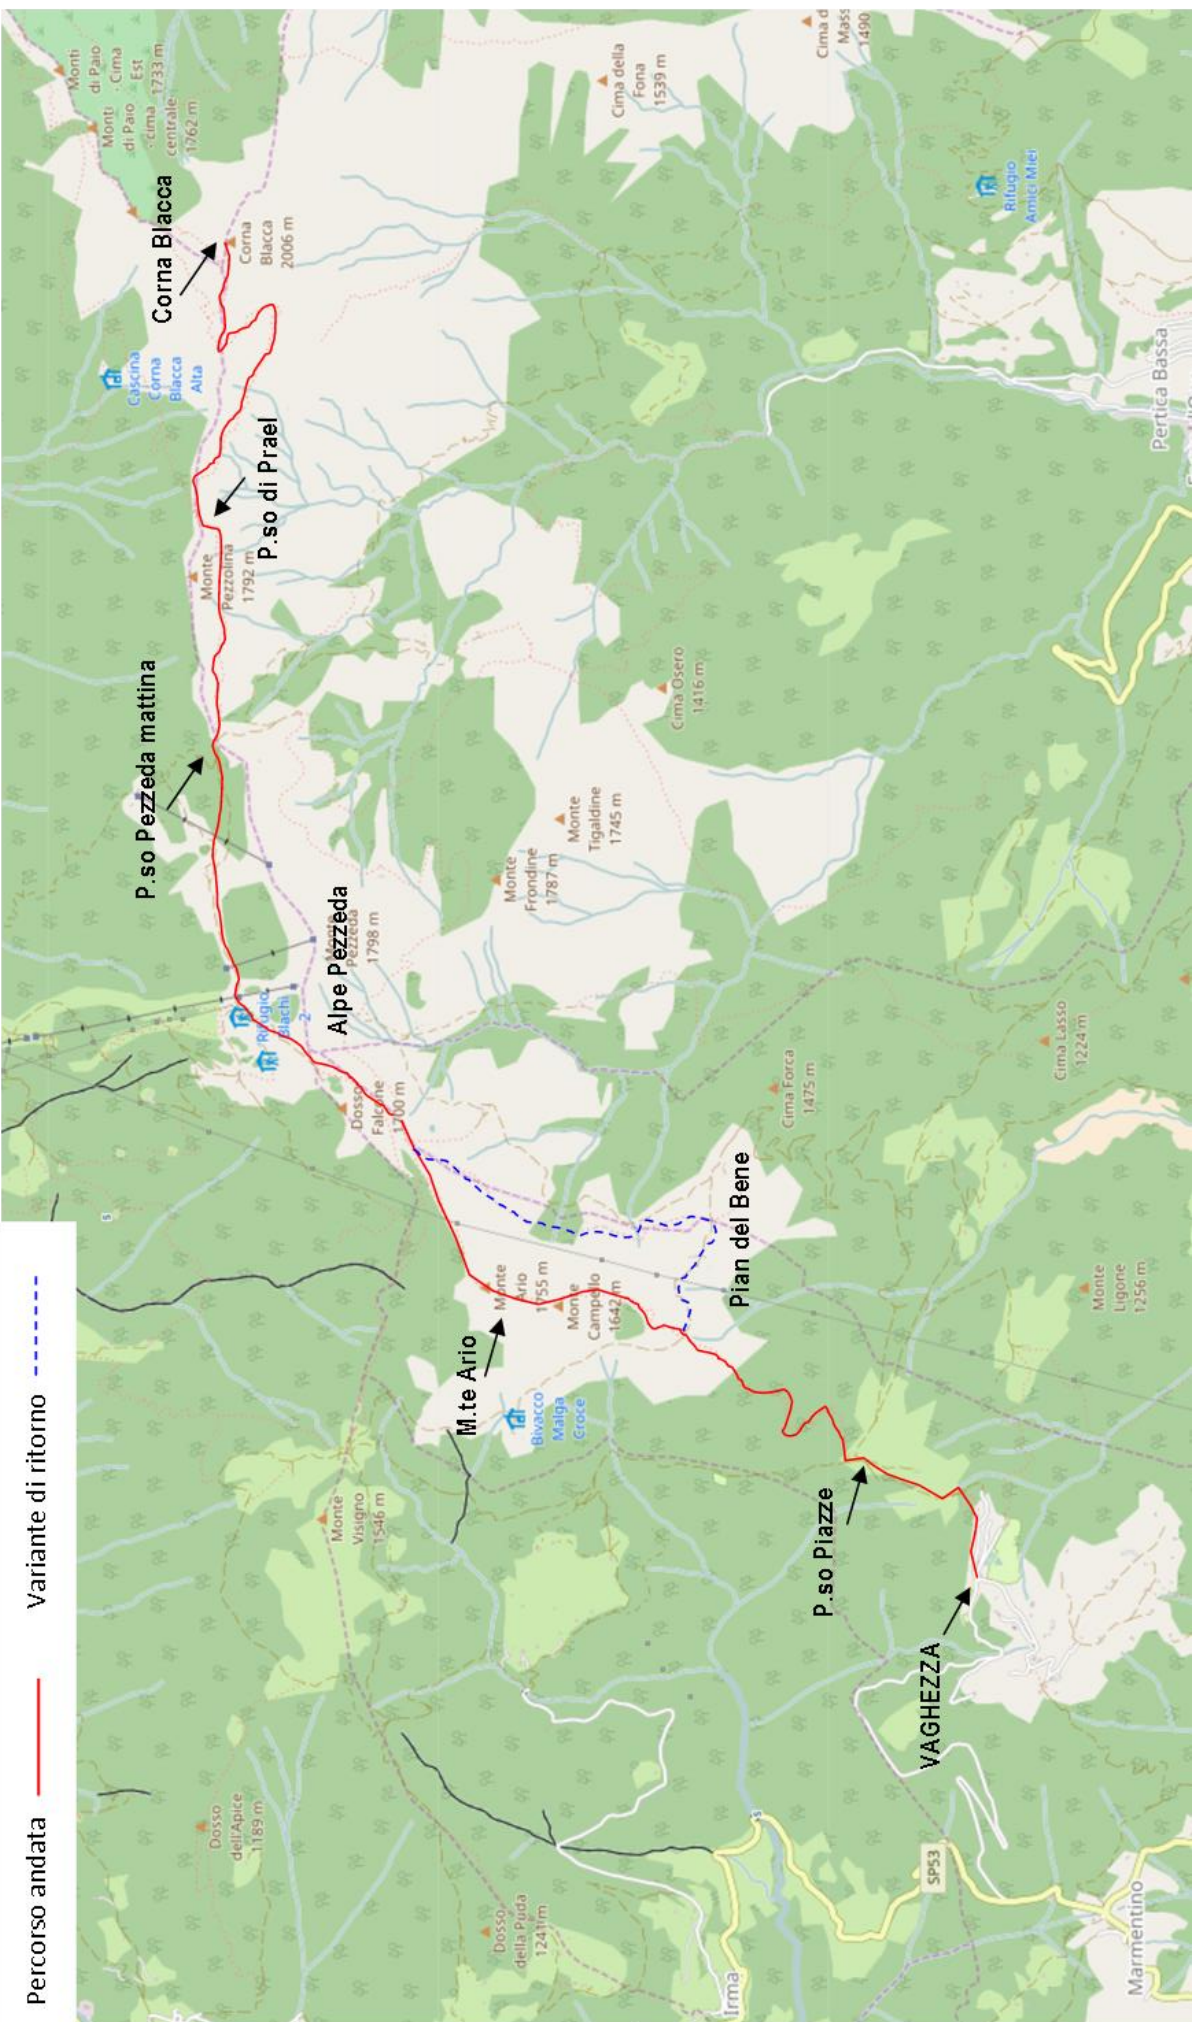 Percorso andata
Variante di ritorno
Monti
di Paio
- Cima
Est
1733 m
Monti
di Paio
- cima
centrale
1762 m
Corna Blacca
Corna
Blacca
2006 m
Cascina
Corna
Blacca
Alta
P.so di Prael
Monte
Pezzolina
1792 m
P.so Pezzeda mattina
Cima della
Fona
1539 m
Cima d
Mass
1490
Rifugio
Amici Miei
Pertica Bassa
Cima Osero
1416 m
Monte
Tigaldine
1745 m
Monte
Frondine
1787 m
Alpe Pezzeda
Monte
Pezzeda
1798 m
Rifugio
Blachi
2
Dosso
Falcone
1700 m
Cima Forca
1475 m
Cima Lasso
1224 m
Pian del Bene
Monte
Ligone
1256 m
Monte
Ario
1755 m
Monte
Campello
1642 m
M.te Ario
Bivacco
Malga
Croce
Monte
Visigno
1546 m
P.so Piazze
VAGHEZZA
Dosso
dell'Apice
1189 m
Dosso
della Puda
1241 m
SP53
Irma
Marmentino